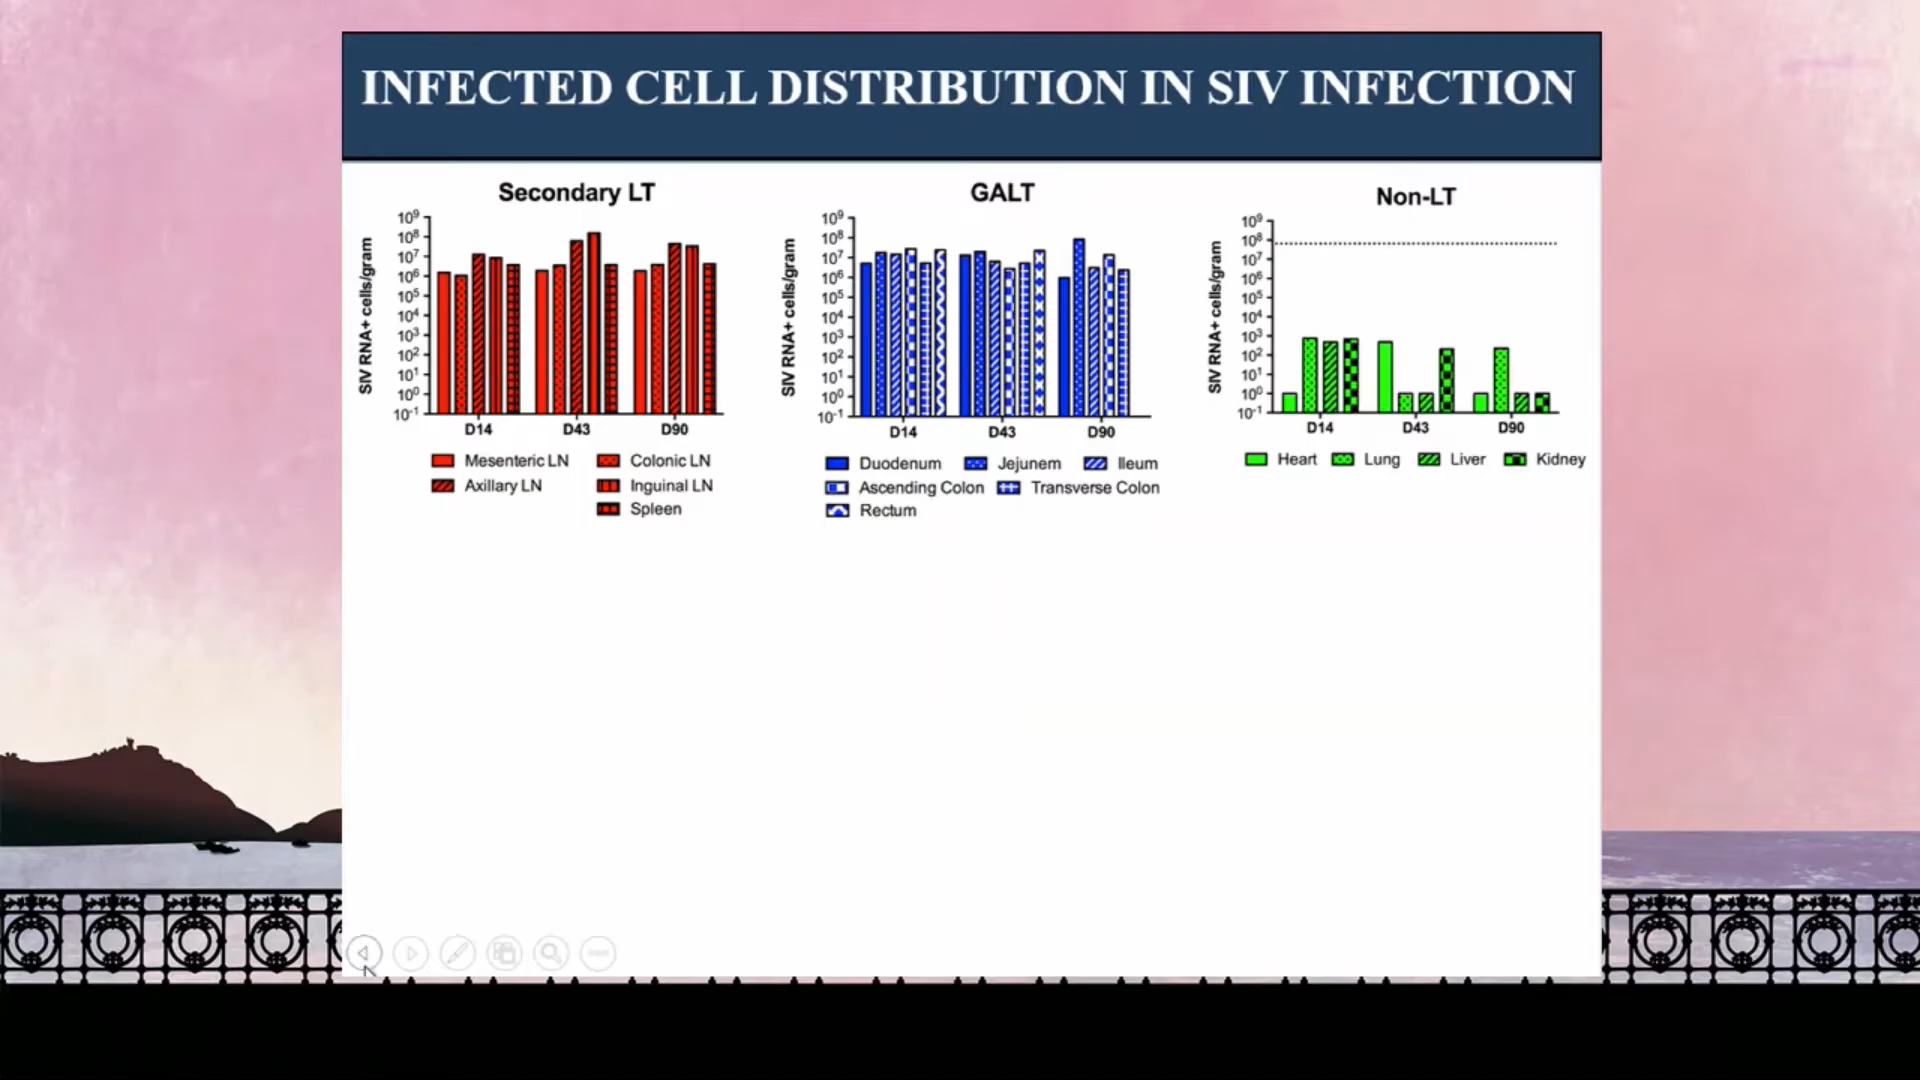 INFECTED CELL DISTRIBUTION IN SIV INFECTION
Secondary LT
SIV RNA+ cells/gram
10⁹
10⁸
10⁷
10⁶
10⁵
10⁴
10³
10²
10¹
10⁰
10⁻¹
D14 D43 D90
Mesenteric LN Colonic LN
Axillary LN Inguinal LN
Spleen
GALT
SIV RNA+ cells/gram
10⁹
10⁸
10⁷
10⁶
10⁵
10⁴
10³
10²
10¹
10⁰
10⁻¹
D14 D43 D90
Duodenum Jejunem Ileum
Ascending Colon Transverse Colon
Rectum
Non-LT
SIV RNA+ cells/gram
10⁹
10⁸
10⁷
10⁶
10⁵
10⁴
10³
10²
10¹
10⁰
10⁻¹
D14 D43 D90
Heart Lung Liver Kidney